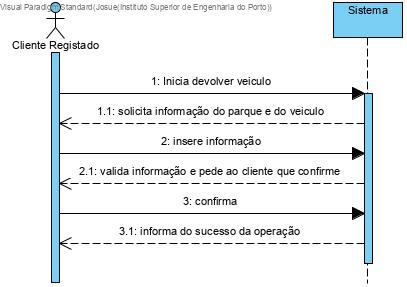 Visual Paradigm Standard(Josue(Instituto Superior de Engenharia do Porto))
Sistema
Cliente Registado
1: Inicia devolver veiculo
1.1: solicita informação do parque e do veiculo
2: insere informação
2.1: valida informação e pede ao cliente que confirme
3: confirma
3.1: informa do sucesso da operação